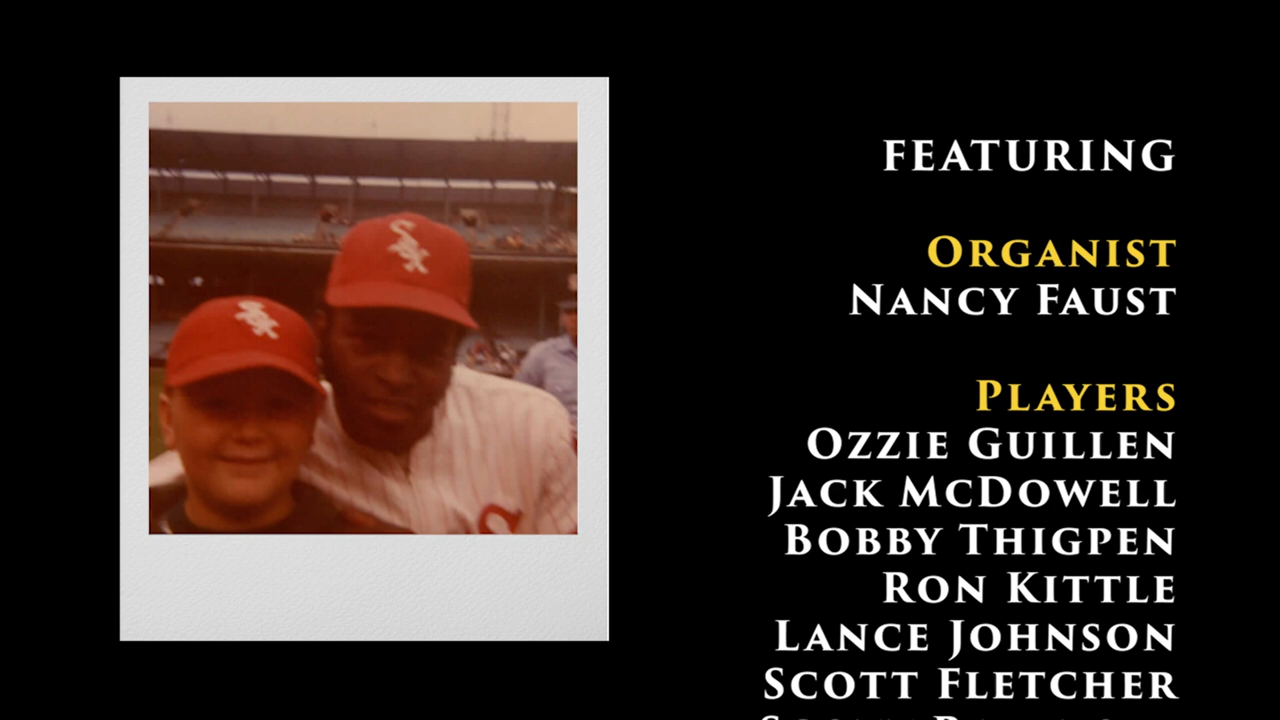 FEATURING
ORGANIST
NANCY FAUST
PLAYERS
OZZIE GUILLEN
JACK MCDOWELL
BOBBY THIGPEN
RON KITTLE
LANCE JOHNSON
SCOTT FLETCHER